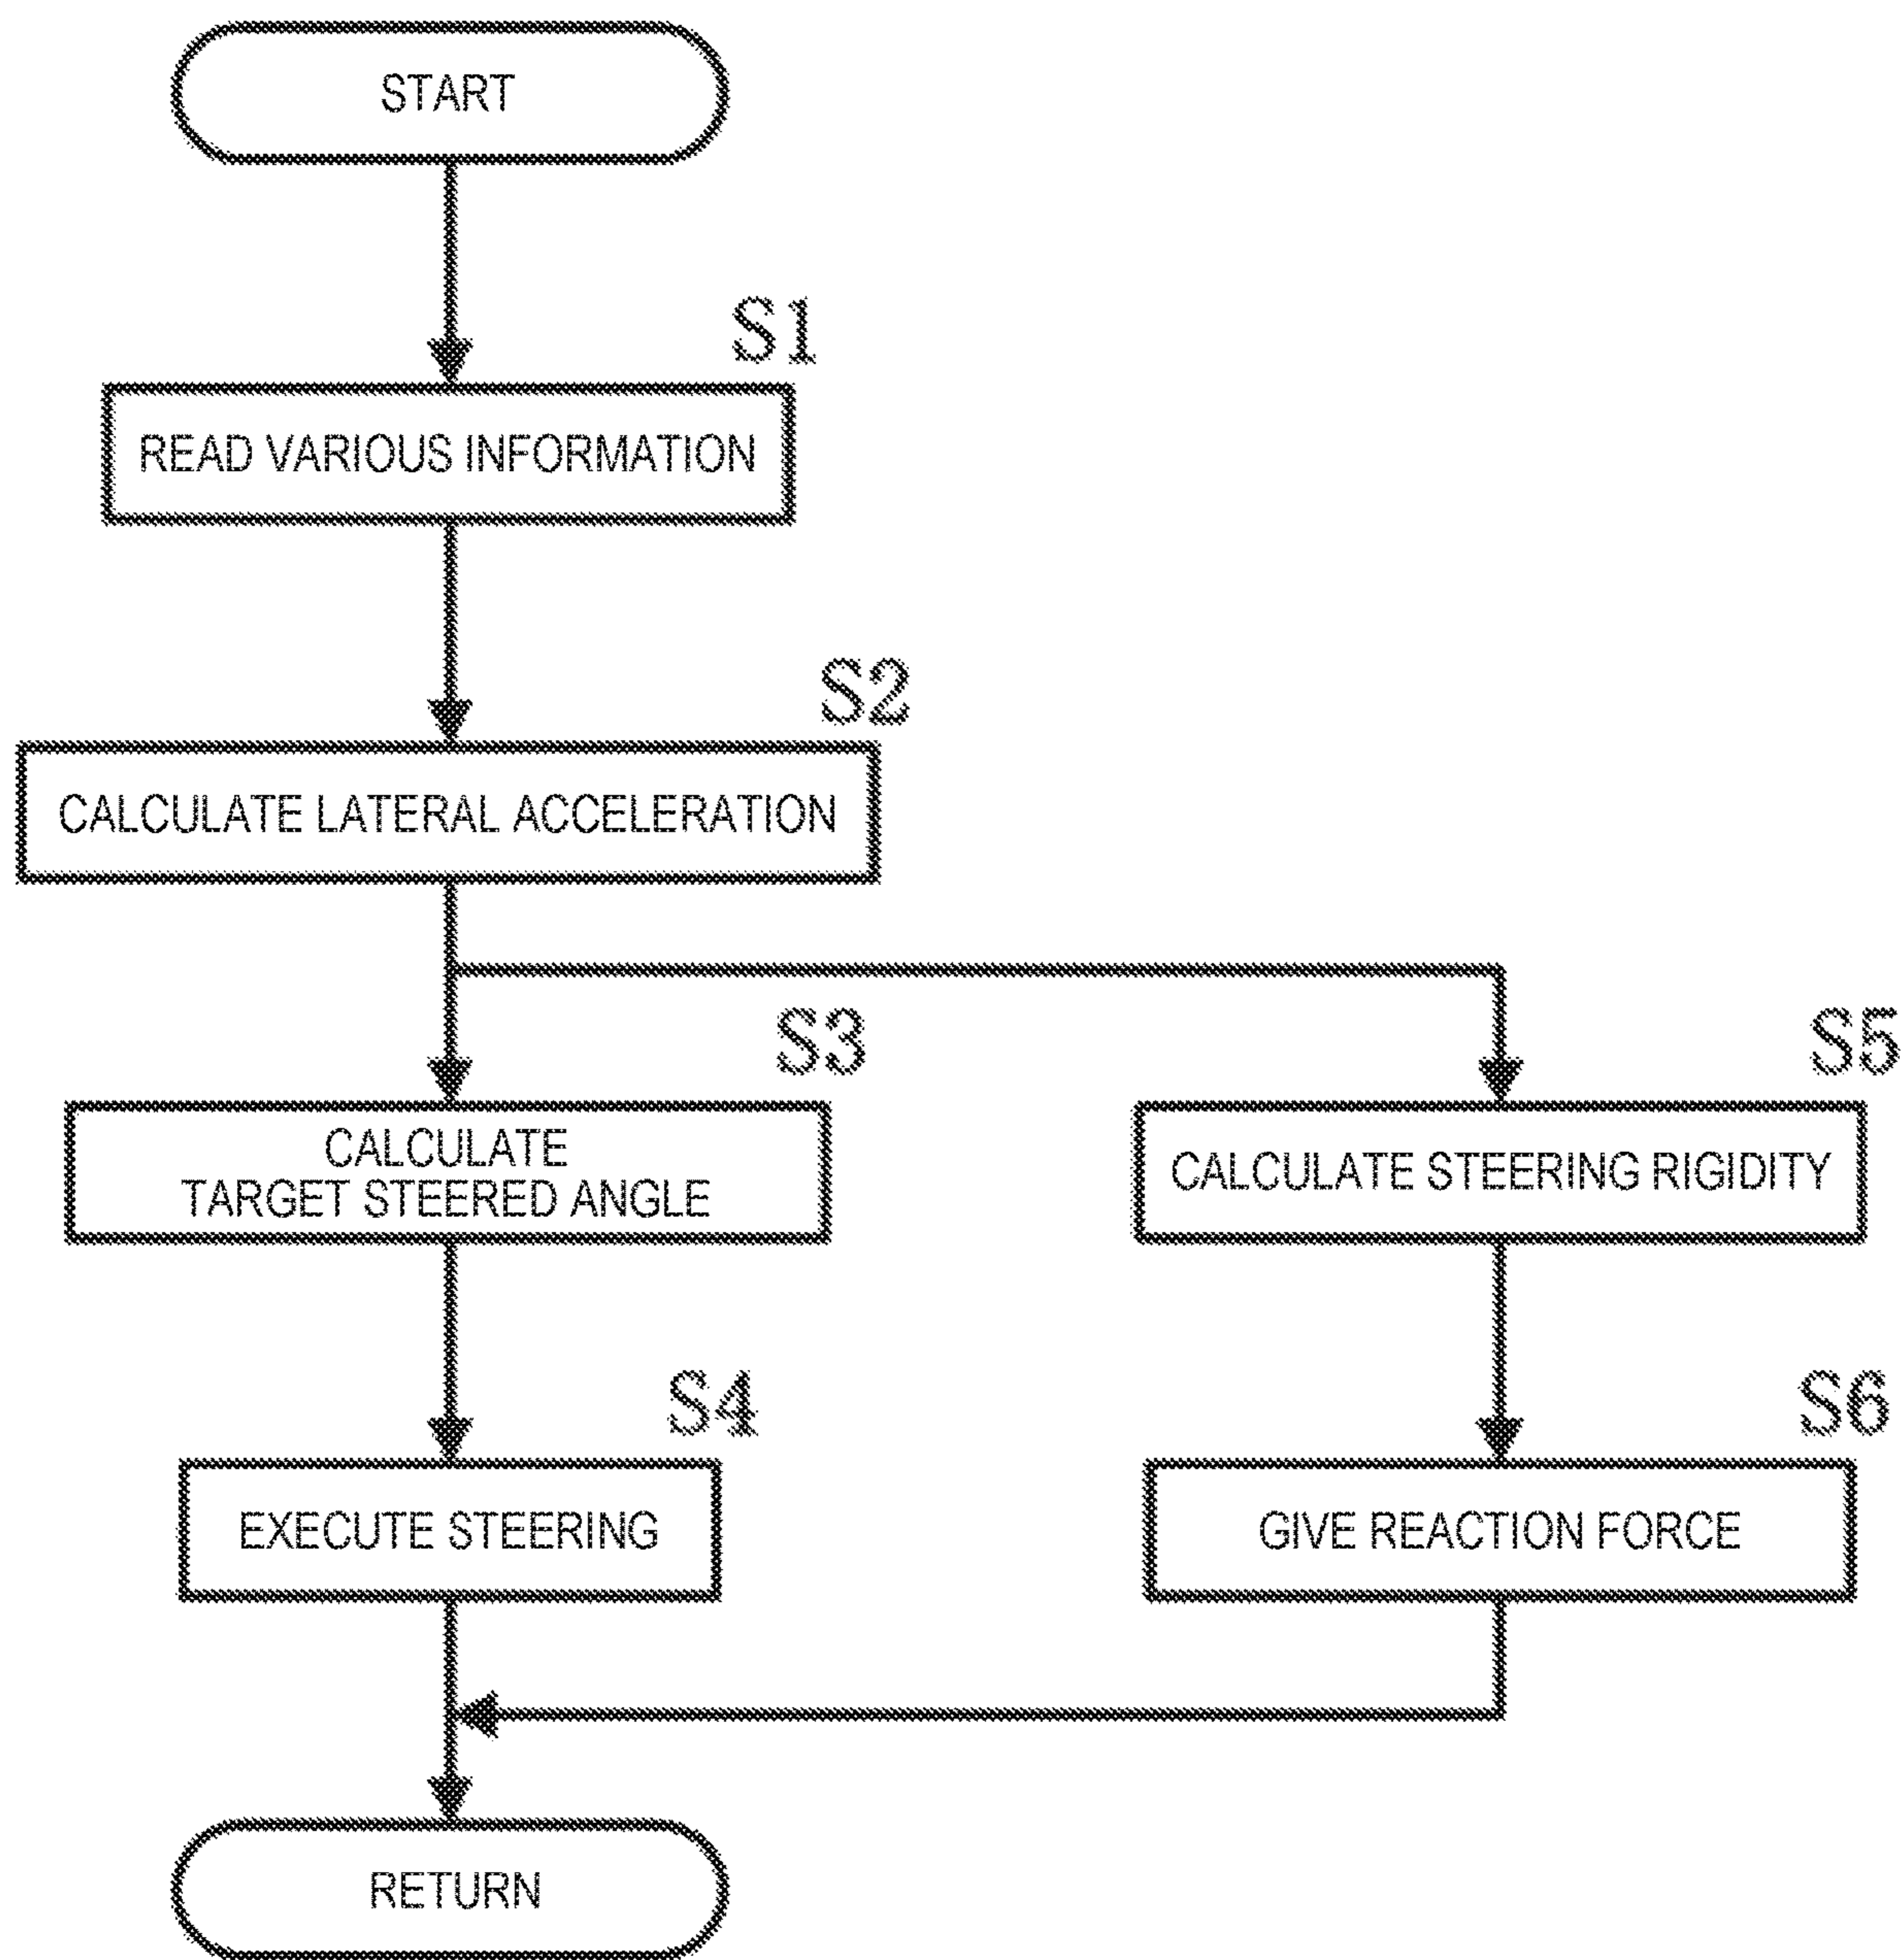 START
S1
READ VARIOUS INFORMATION
S2
CALCULATE LATERAL ACCELERATION
S3
CALCULATE
TARGET STEERED ANGLE
S4
EXECUTE STEERING
S5
CALCULATE STEERING RIGIDITY
S6
GIVE REACTION FORCE
RETURN